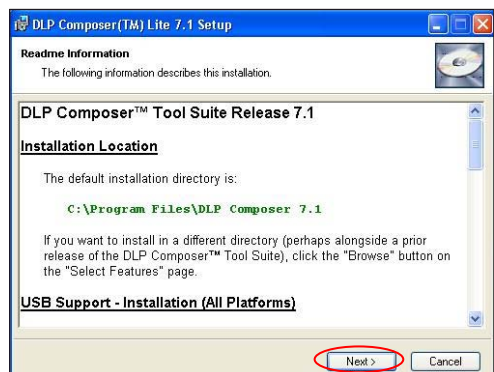 DLP Composer(TM) Lite 7.1 Setup
Readme Information
The following information describes this installation.
DLP Composer™ Tool Suite Release 7.1
Installation Location
The default installation directory is:
C:\Program Files\DLP Composer 7.1
If you want to install in a different directory (perhaps alongside a prior
release of the DLP Composer™ Tool Suite), click the "Browse" button on
the "Select Features" page.
USB Support - Installation (All Platforms)
Next >
Cancel